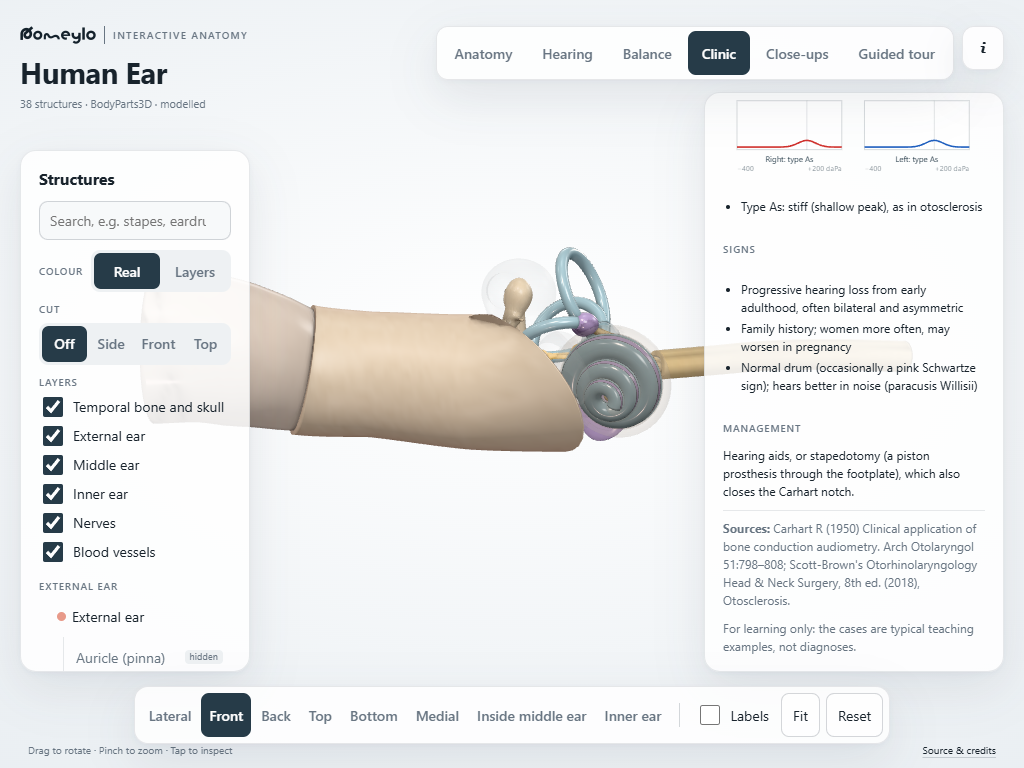 Domeylo
INTERACTIVE ANATOMY
Human Ear
38 structures · BodyParts3D · modelled
Anatomy
Hearing
Balance
Clinic
Close-ups
Guided tour
i
Structures
Search, e.g. stapes, eardru
COLOUR
Real
Layers
CUT
Off
Side
Front
Top
LAYERS
Temporal bone and skull
External ear
Middle ear
Inner ear
Nerves
Blood vessels
EXTERNAL EAR
External ear
Auricle (pinna)
hidden
Right: type As
-400
+200 daPa
Left: type As
-400
+200 daPa
• Type As: stiff (shallow peak), as in otosclerosis
SIGNS
• Progressive hearing loss from early
adulthood, often bilateral and asymmetric
• Family history; women more often, may
worsen in pregnancy
• Normal drum (occasionally a pink Schwartze
sign); hears better in noise (paracusis Willisii)
MANAGEMENT
Hearing aids, or stapedotomy (a piston
prosthesis through the footplate), which also
closes the Carhart notch.
Sources: Carhart R (1950) Clinical application of
bone conduction audiometry. Arch Otolaryngol
51:798–808; Scott-Brown's Otorhinolaryngology
Head & Neck Surgery, 8th ed. (2018),
Otosclerosis.
For learning only: the cases are typical teaching
examples, not diagnoses.
Lateral
Front
Back
Top
Bottom
Medial
Inside middle ear
Inner ear
Labels
Fit
Reset
Drag to rotate · Pinch to zoom · Tap to inspect
Source & credits